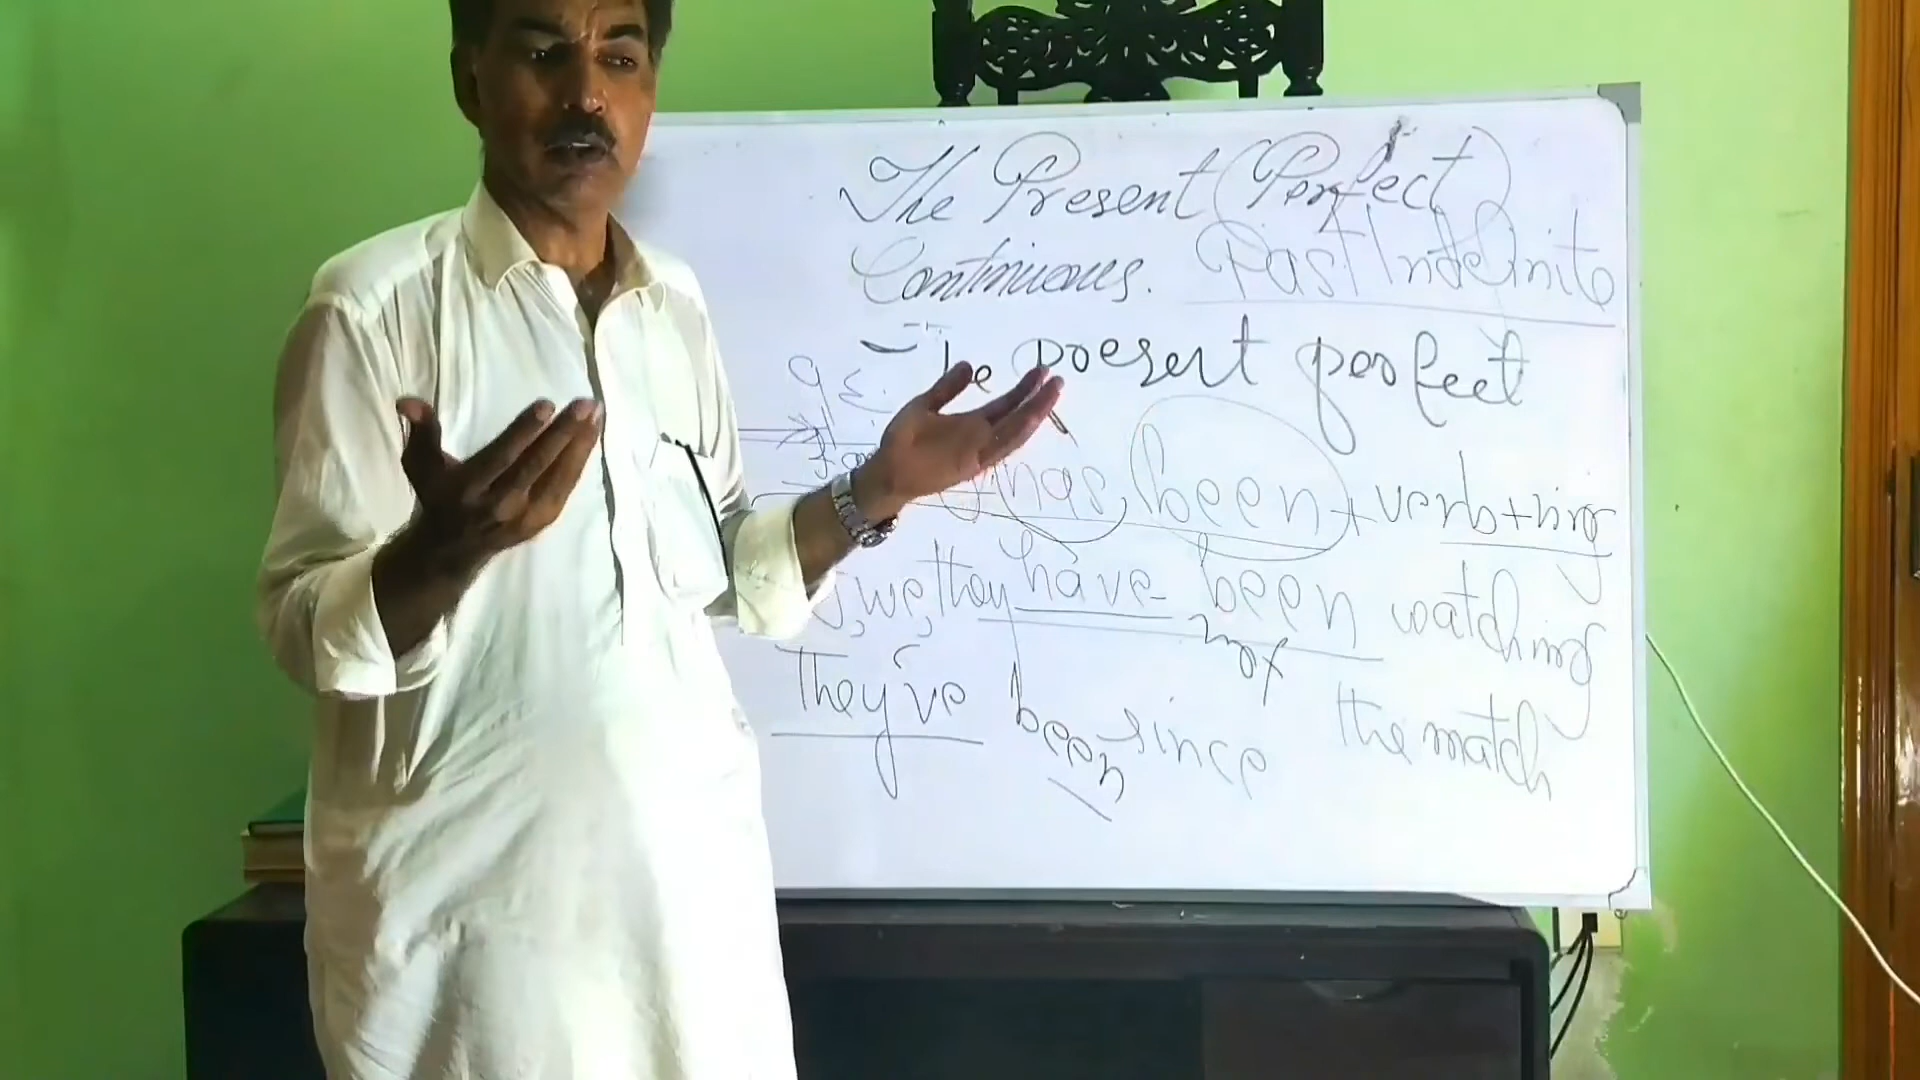 The Present (Perfect)
Continuous. Past Indefinite
- The present perfect
has been + verb + ing
I, we, they have been watching
They've been since the match